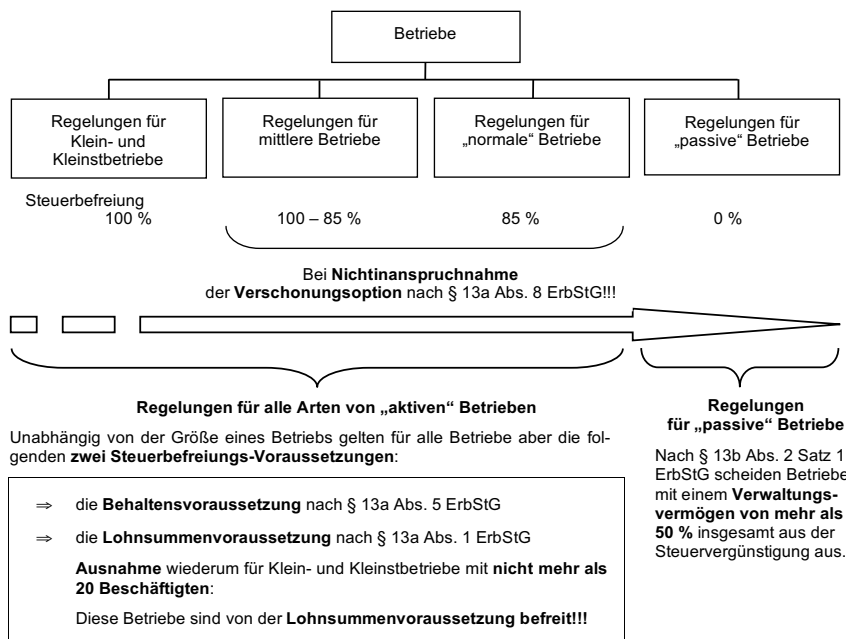 Betriebe
Regelungen für
Klein- und
Kleinstbetriebe
Regelungen für
mittlere Betriebe
Regelungen für
„normale“ Betriebe
Regelungen für
„passive“ Betriebe
Steuerbefreiung
100 % 100 – 85 % 85 % 0 %
Bei Nichtinanspruchnahme
der Verschonungsoption nach § 13a Abs. 8 ErbStG!!!
Regelungen für alle Arten von „aktiven“ Betrieben
Unabhängig von der Größe eines Betriebs gelten für alle Betriebe aber die fol-
genden zwei Steuerbefreiungs-Voraussetzungen:
⇒ die Behaltensvoraussetzung nach § 13a Abs. 5 ErbStG
⇒ die Lohnsummenvoraussetzung nach § 13a Abs. 1 ErbStG
Ausnahme wiederum für Klein- und Kleinstbetriebe mit nicht mehr als
20 Beschäftigten:
Diese Betriebe sind von der Lohnsummenvoraussetzung befreit!!!
Regelungen
für „passive“ Betriebe
Nach § 13b Abs. 2 Satz 1
ErbStG scheiden Betriebe
mit einem Verwaltungs-
vermögen von mehr als
50 % insgesamt aus der
Steuervergünstigung aus.